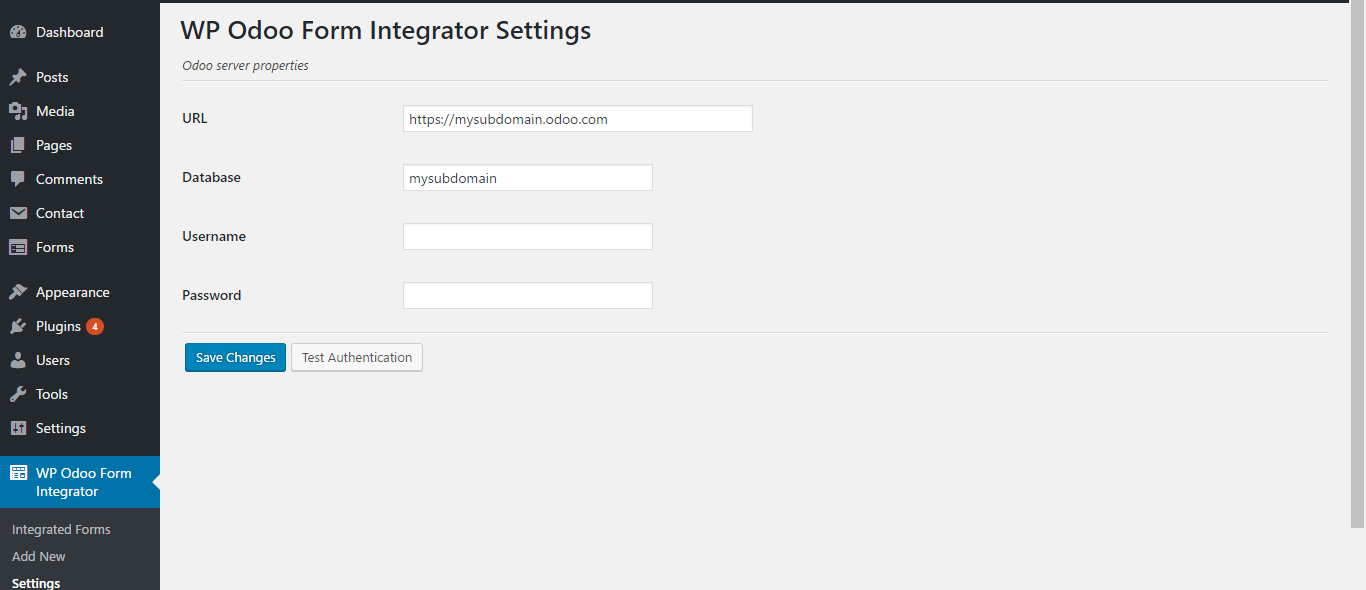 Dashboard
Posts
Media
Pages
Comments
Contact
Forms
Appearance
Plugins 4
Users
Tools
Settings
WP Odoo Form
Integrator
Integrated Forms
Add New
Settings
WP Odoo Form Integrator Settings
Odoo server properties
URL https://mysubdomain.odoo.com
Database mysubdomain
Username
Password
Save Changes Test Authentication